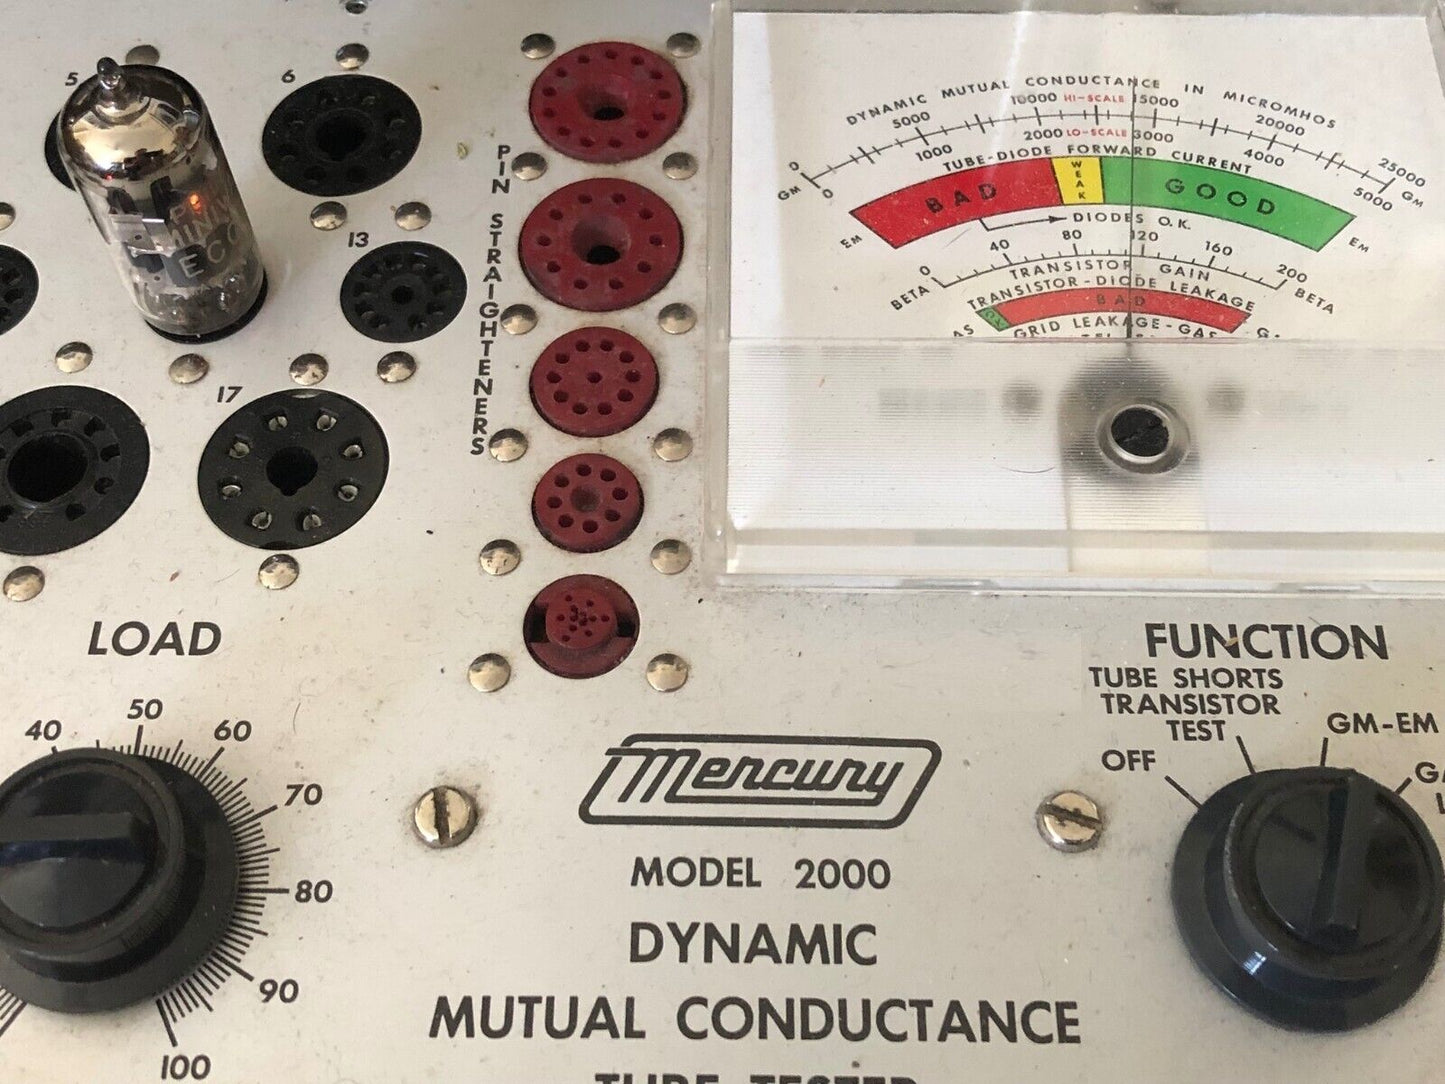 5
6
13
17
PIN STRAIGHTENERS
DYNAMIC MUTUAL CONDUCTANCE IN MICROMHOS
0 5000 10000 HI-SCALE 15000 20000 25000
GM 0 1000 2000 LO-SCALE 3000 4000 5000 GM
TUBE-DIODE FORWARD CURRENT
EM BAD WEAK GOOD EM
DIODES O.K.
BETA 0 40 80 120 160 200 BETA
TRANSISTOR GAIN
TRANSISTOR-DIODE LEAKAGE
OK BAD
GRID LEAKAGE-GAS
LOAD
40 50 60 70 80 90 100
FUNCTION
OFF
TUBE SHORTS
TRANSISTOR
TEST
GM-EM
Mercury
MODEL 2000
DYNAMIC
MUTUAL CONDUCTANCE
TUBE TESTER